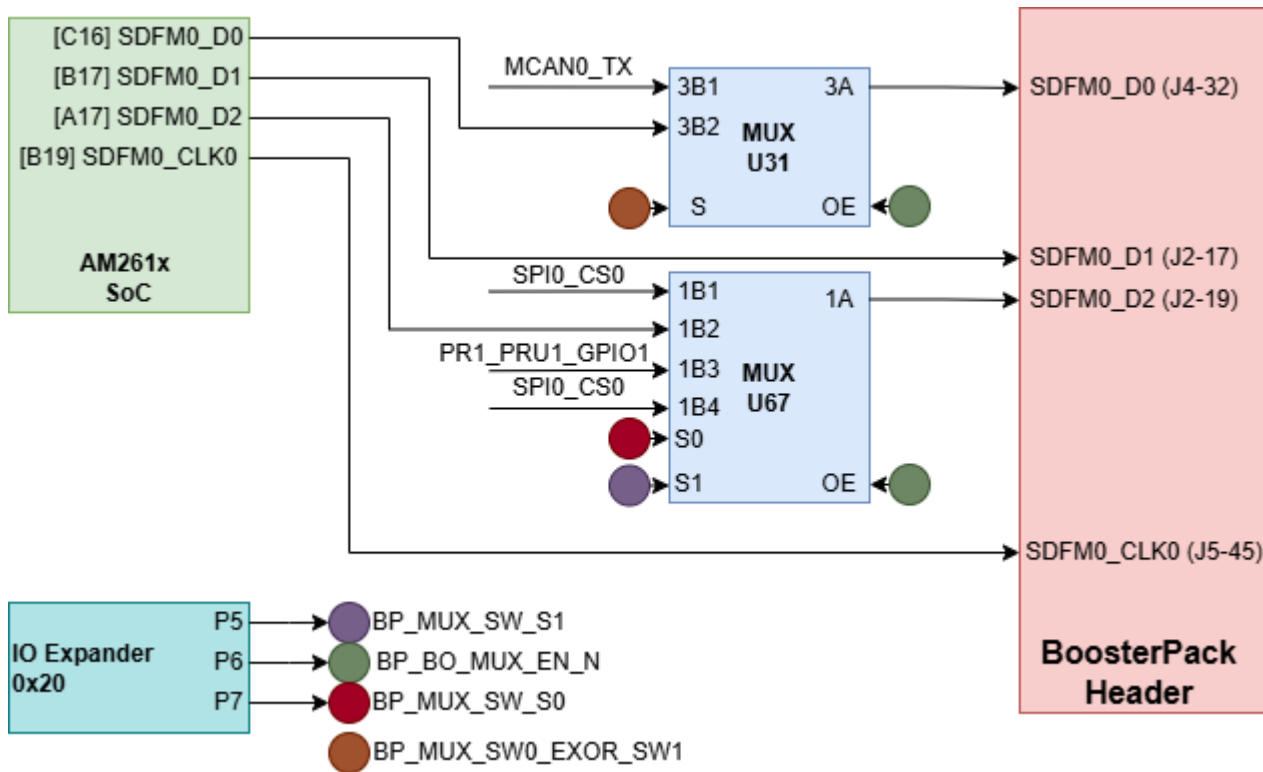 [C16] SDFM0_D0
[B17] SDFM0_D1
[A17] SDFM0_D2
[B19] SDFM0_CLK0
AM261x
SoC
MCAN0_TX
3B1
3A
3B2
MUX
U31
S
OE
SPI0_CS0
1B1
1A
1B2
PR1_PRU1_GPIO1
1B3
MUX
U67
SPI0_CS0
1B4
S0
S1
OE
SDFM0_D0 (J4-32)
SDFM0_D1 (J2-17)
SDFM0_D2 (J2-19)
SDFM0_CLK0 (J5-45)
BoosterPack
Header
IO Expander
0x20
P5
P6
P7
BP_MUX_SW_S1
BP_BO_MUX_EN_N
BP_MUX_SW_S0
BP_MUX_SW0_EXOR_SW1